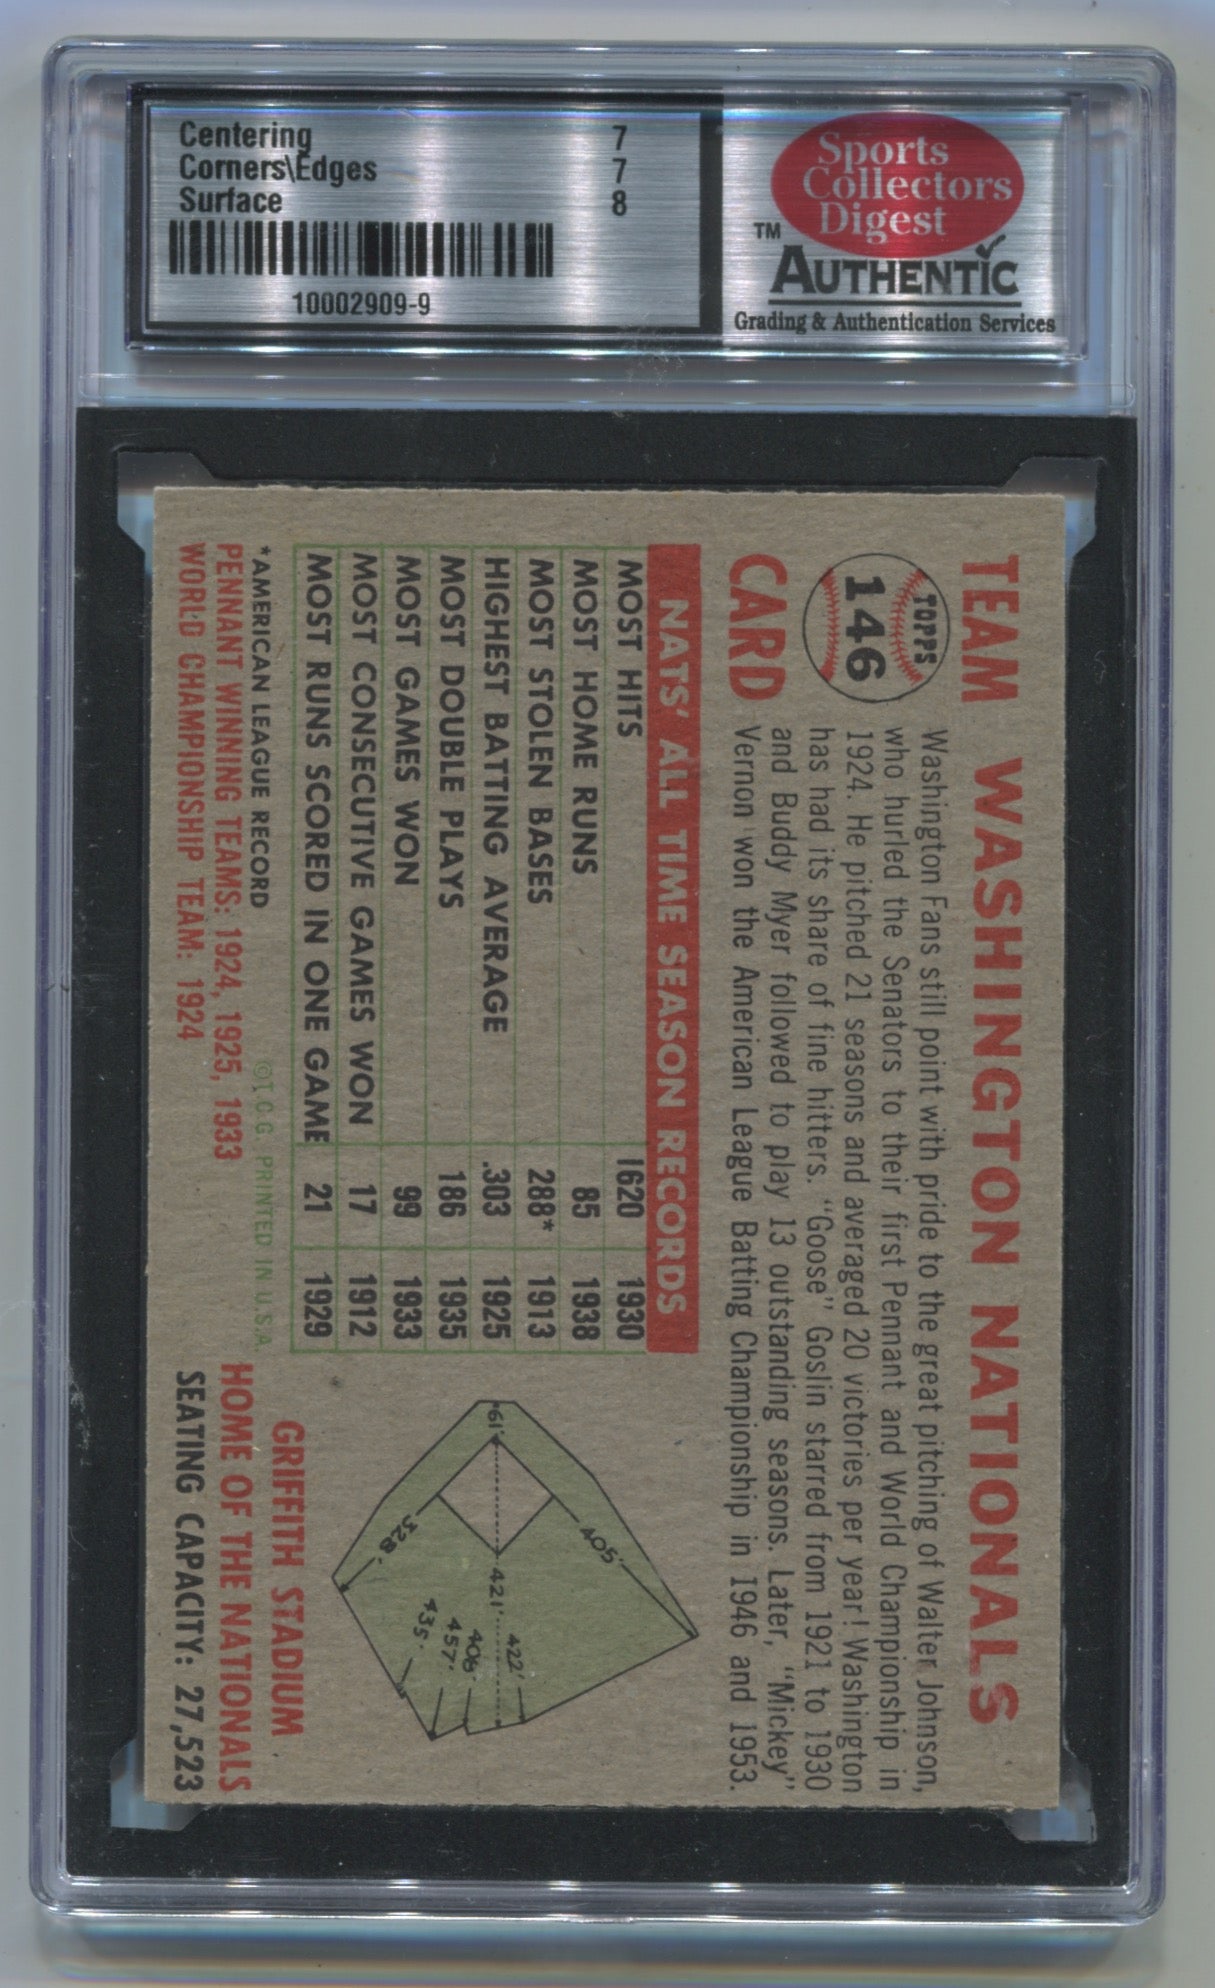 Centering 7
Corners\Edges 7
Surface 8
10002909-9
Sports
Collectors
Digest
TM
AUTHENTIC
Grading & Authentication Services
TEAM WASHINGTON NATIONALS
CARD
TOPPS
146
Washington Fans still point with pride to the great pitching of Walter Johnson,
who hurled the Senators to their first Pennant and World Championship in
1924. He pitched 21 seasons and averaged 20 victories per year! Washington
has had its share of fine hitters. "Goose" Goslin starred from 1921 to 1930
and Buddy Myer followed to play 13 outstanding seasons. Later, "Mickey"
Vernon won the American League Batting Championship in 1946 and 1953.
NATS' ALL TIME SEASON RECORDS
MOST HITS 1620 1930
MOST HOME RUNS 85 1938
MOST STOLEN BASES 288* 1913
HIGHEST BATTING AVERAGE .303 1925
MOST DOUBLE PLAYS 186 1935
MOST GAMES WON 99 1933
MOST CONSECUTIVE GAMES WON 17 1912
MOST RUNS SCORED IN ONE GAME 21 1929
*AMERICAN LEAGUE RECORD
©T.C.G. PRINTED IN U.S.A.
PENNANT WINNING TEAMS: 1924, 1925, 1933
WORLD CHAMPIONSHIP TEAM: 1924
61'
405'
328'
421'
422'
408'
457'
435'
GRIFFITH STADIUM
HOME OF THE NATIONALS
SEATING CAPACITY: 27,523